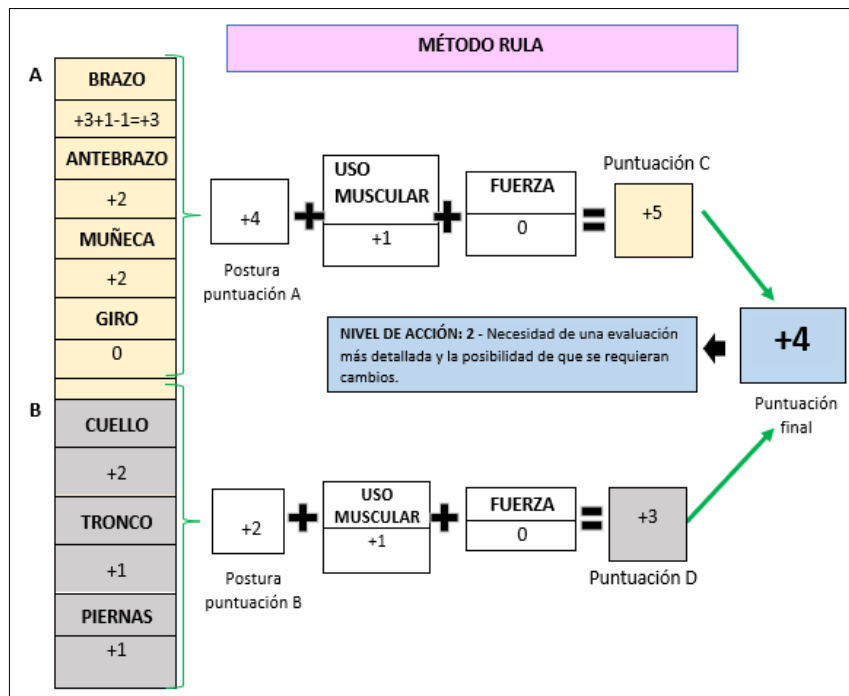 MÉTODO RULA
A
BRAZO
+3+1-1=+3
ANTEBRAZO
+2
MUÑECA
+2
GIRO
0
+4
Postura
puntuación A
USO
MUSCULAR
+1
FUERZA
0
Puntuación C
+5
NIVEL DE ACCIÓN: 2 - Necesidad de una evaluación
más detallada y la posibilidad de que se requieran
cambios.
+4
Puntuación
final
B
CUELLO
+2
TRONCO
+1
PIERNAS
+1
+2
Postura
puntuación B
USO
MUSCULAR
+1
FUERZA
0
+3
Puntuación D